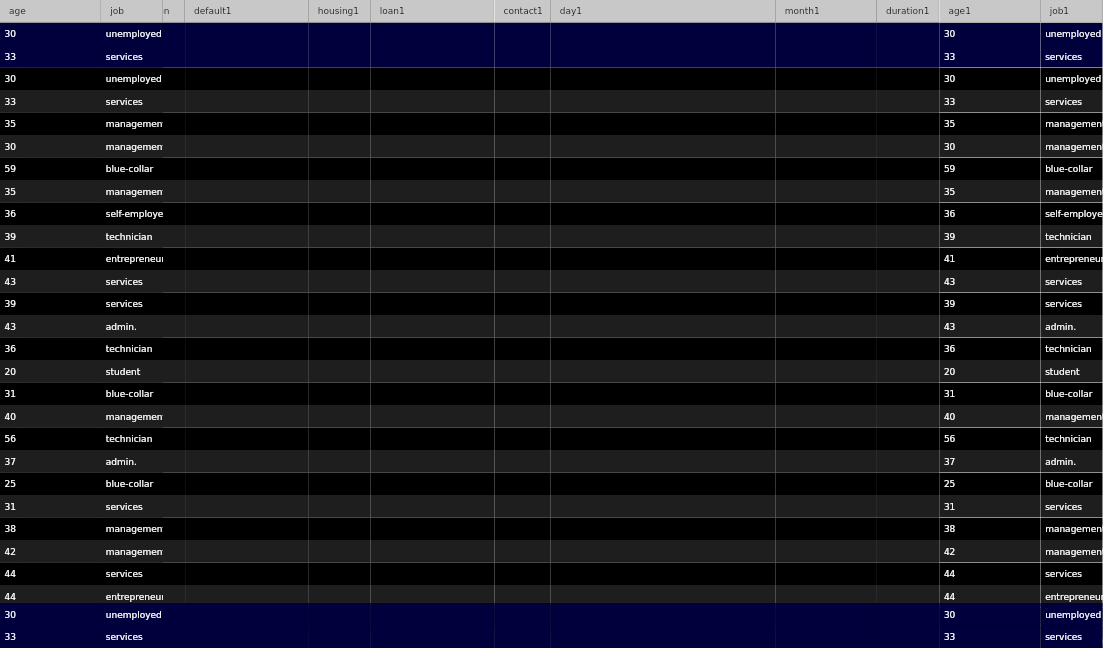 age job n default1 housing1 loan1 contact1 day1 month1 duration1 age1 job1
30 unemployed 30 unemployed
33 services 33 services
30 unemployed 30 unemployed
33 services 33 services
35 managemen 35 managemen
30 managemen 30 managemen
59 blue-collar 59 blue-collar
35 managemen 35 managemen
36 self-employe 36 self-employe
39 technician 39 technician
41 entrepreneur 41 entrepreneur
43 services 43 services
39 services 39 services
43 admin. 43 admin.
36 technician 36 technician
20 student 20 student
31 blue-collar 31 blue-collar
40 managemen 40 managemen
56 technician 56 technician
37 admin. 37 admin.
25 blue-collar 25 blue-collar
31 services 31 services
38 managemen 38 managemen
42 managemen 42 managemen
44 services 44 services
44 entrepreneur 44 entrepreneur
30 unemployed 30 unemployed
33 services 33 services